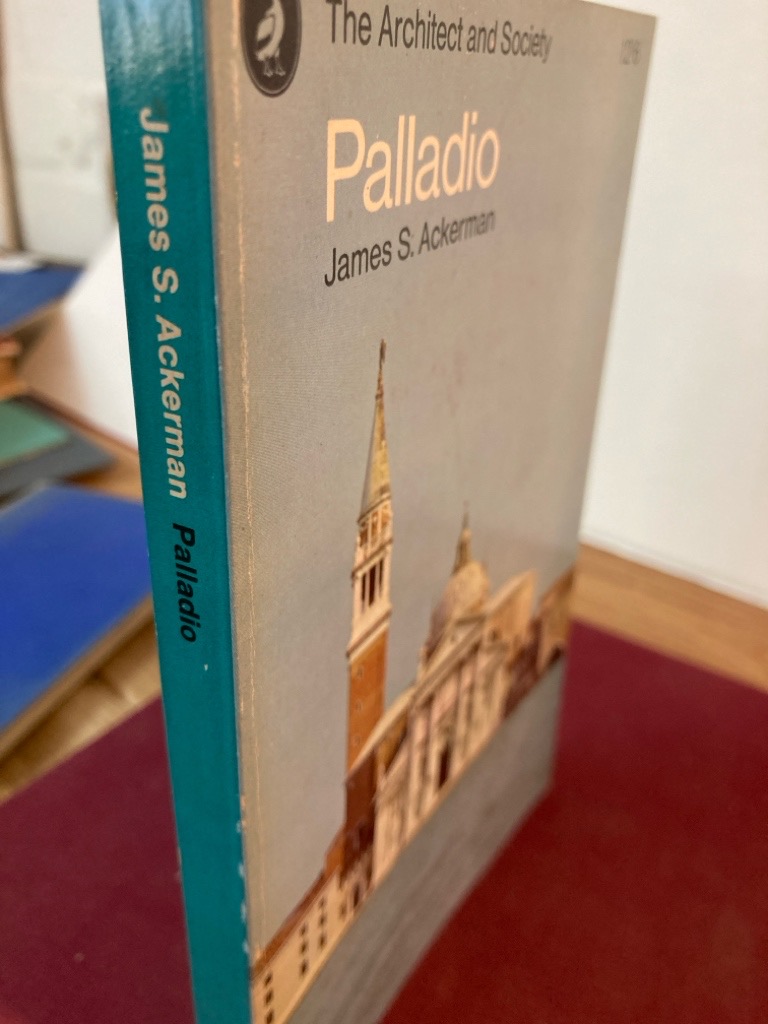 The Architect and Society
Palladio
James S. Ackerman
James S. Ackerman Palladio